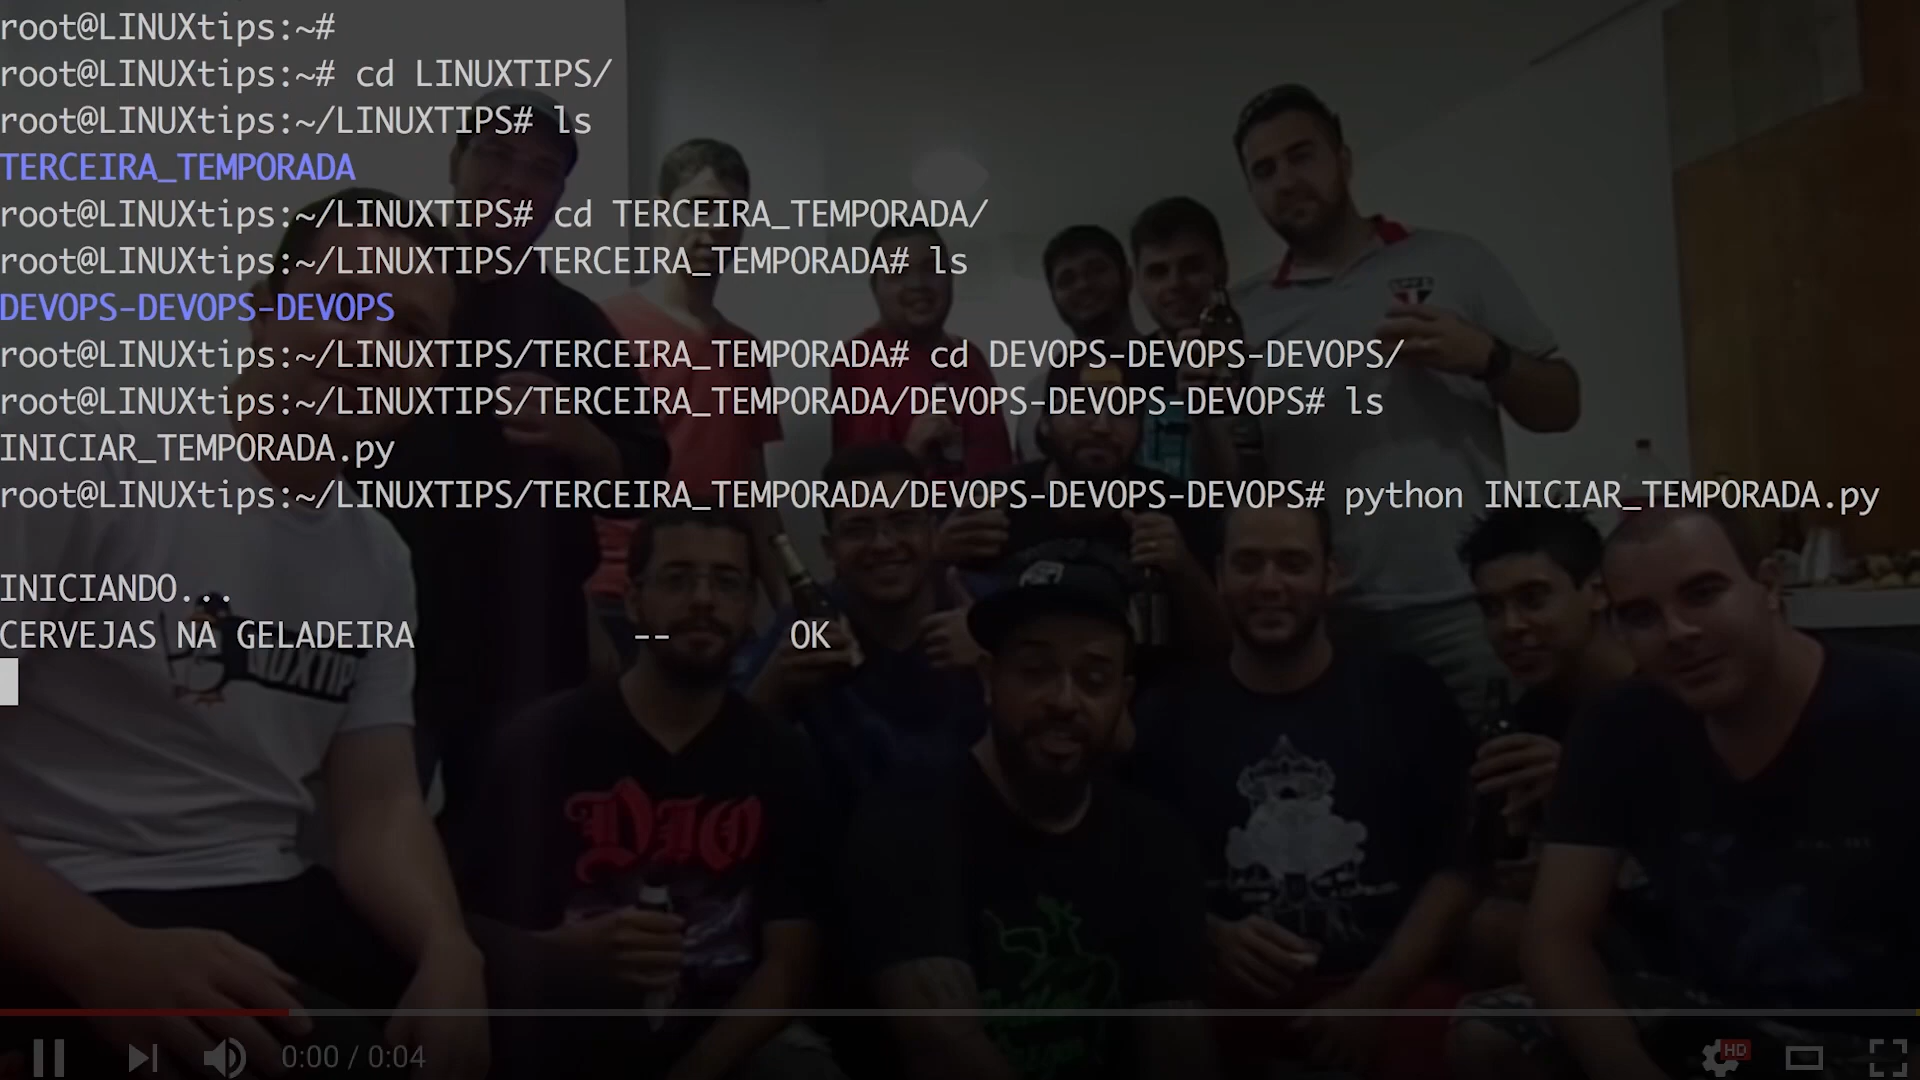 root@LINUXtips:~#
root@LINUXtips:~# cd LINUXTIPS/
root@LINUXtips:~/LINUXTIPS# ls
TERCEIRA_TEMPORADA
root@LINUXtips:~/LINUXTIPS# cd TERCEIRA_TEMPORADA/
root@LINUXtips:~/LINUXTIPS/TERCEIRA_TEMPORADA# ls
DEVOPS-DEVOPS-DEVOPS
root@LINUXtips:~/LINUXTIPS/TERCEIRA_TEMPORADA# cd DEVOPS-DEVOPS-DEVOPS/
root@LINUXtips:~/LINUXTIPS/TERCEIRA_TEMPORADA/DEVOPS-DEVOPS-DEVOPS# ls
INICIAR_TEMPORADA.py
root@LINUXtips:~/LINUXTIPS/TERCEIRA_TEMPORADA/DEVOPS-DEVOPS-DEVOPS# python INICIAR_TEMPORADA.py
INICIANDO...
CERVEJAS NA GELADEIRA -- OK
DIO
0:00 / 0:04
HD